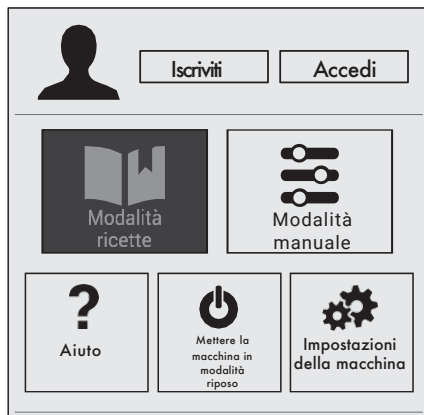 Iscriviti
Accedi
Modalità
ricette
Modalità
manuale
?
Aiuto
Mettere la
macchina in
modalità
riposo
Impostazioni
della macchina